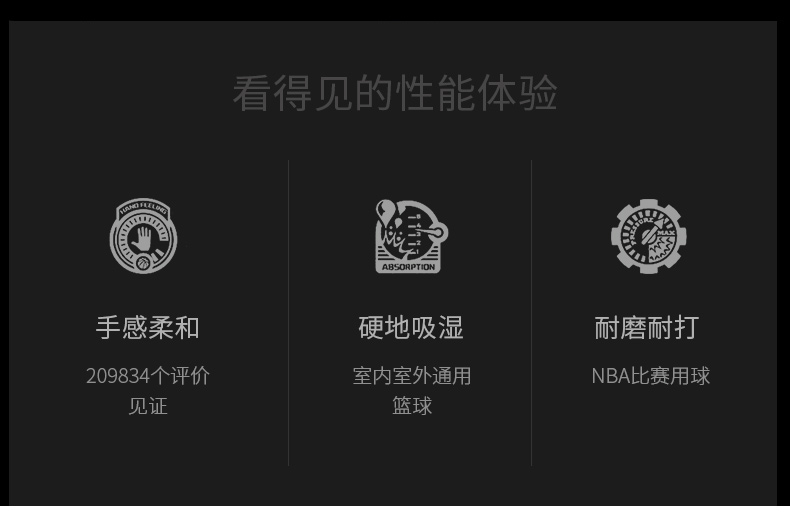 看得见的性能体验
HAND FEELING
ABSORPTION
PRESSURE
MAX
手感柔和
硬地吸湿
耐磨耐打
209834个评价
见证
室内室外通用
篮球
NBA比赛用球